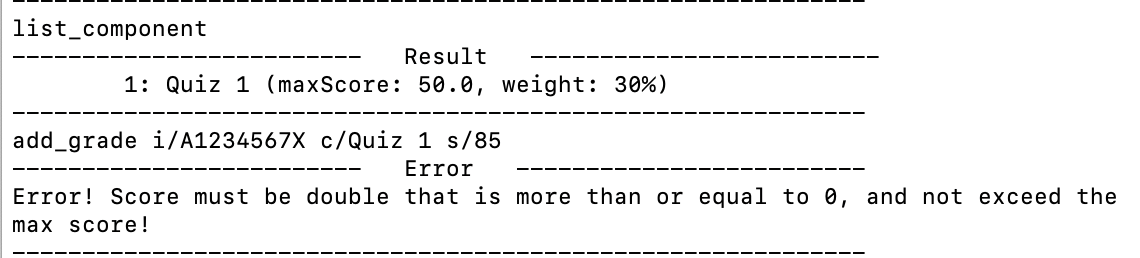 ------------------------------------------------------------
list_component
------------------------- Result -------------------------
1: Quiz 1 (maxScore: 50.0, weight: 30%)
-------------------------------------------------------------
add_grade i/A1234567X c/Quiz 1 s/85
------------------------- Error -------------------------
Error! Score must be double that is more than or equal to 0, and not exceed the
max score!
-------------------------------------------------------------